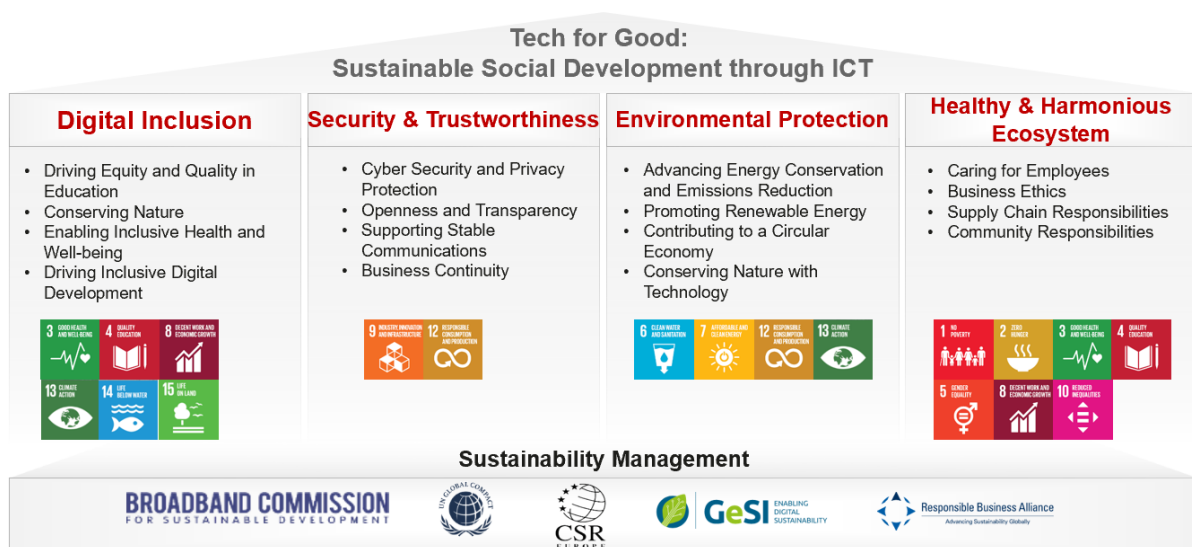 Tech for Good:
Sustainable Social Development through ICT
Digital Inclusion
• Driving Equity and Quality in
Education
• Conserving Nature
• Enabling Inclusive Health and
Well-being
• Driving Inclusive Digital
Development
3 GOOD HEALTH
AND WELL-BEING
4 QUALITY
EDUCATION
8 DECENT WORK AND
ECONOMIC GROWTH
13 CLIMATE
ACTION
14 LIFE
BELOW WATER
15 LIFE
ON LAND
Security & Trustworthiness
• Cyber Security and Privacy
Protection
• Openness and Transparency
• Supporting Stable
Communications
• Business Continuity
9 INDUSTRY, INNOVATION
AND INFRASTRUCTURE
12 RESPONSIBLE
CONSUMPTION
AND PRODUCTION
Environmental Protection
• Advancing Energy Conservation
and Emissions Reduction
• Promoting Renewable Energy
• Contributing to a Circular
Economy
• Conserving Nature with
Technology
6 CLEAN WATER
AND SANITATION
7 AFFORDABLE AND
CLEAN ENERGY
12 RESPONSIBLE
CONSUMPTION
AND PRODUCTION
13 CLIMATE
ACTION
Healthy & Harmonious
Ecosystem
• Caring for Employees
• Business Ethics
• Supply Chain Responsibilities
• Community Responsibilities
1 NO
POVERTY
2 ZERO
HUNGER
3 GOOD HEALTH
AND WELL-BEING
4 QUALITY
EDUCATION
5 GENDER
EQUALITY
8 DECENT WORK AND
ECONOMIC GROWTH
10 REDUCED
INEQUALITIES
Sustainability Management
BROADBAND COMMISSION
FOR SUSTAINABLE DEVELOPMENT
UN GLOBAL COMPACT
CSR
EUROPE
GeSI
ENABLING
DIGITAL
SUSTAINABILITY
Responsible Business Alliance
Advancing Sustainability Globally